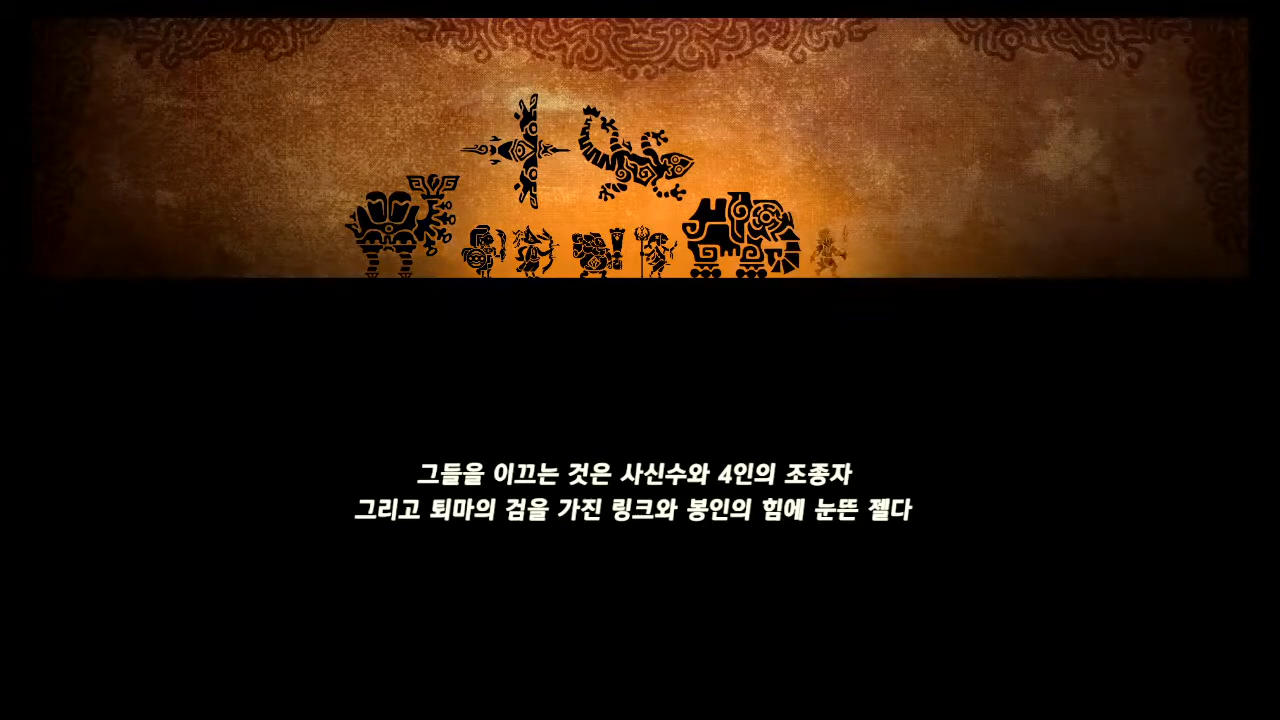 그들을 이끄는 것은 사신수와 4인의 조종자
그리고 퇴마의 검을 가진 링크와 봉인의 힘에 눈뜬 젤다